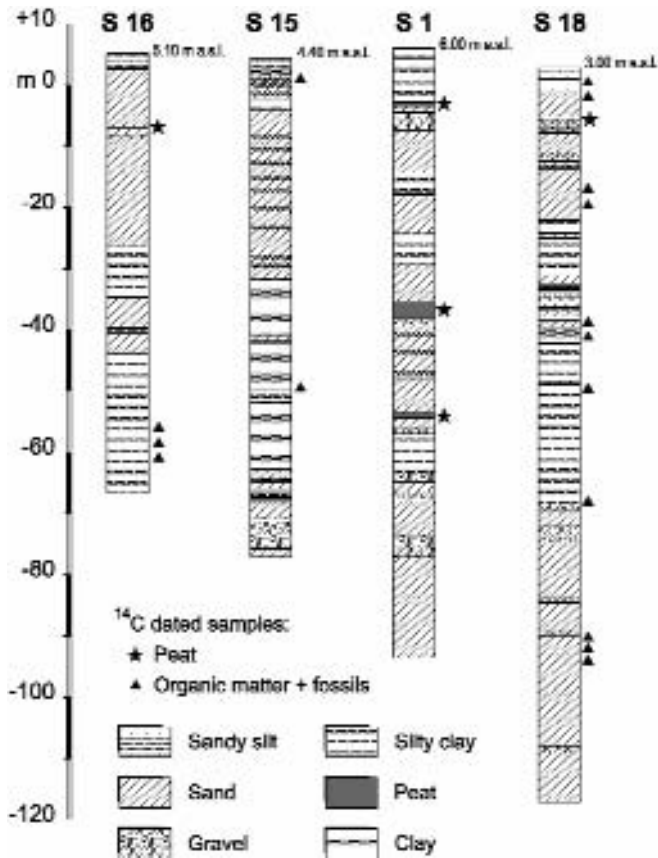 +10 S 16 S 15 S 1 S 18
5.10 m a.s.l. 4.40 m a.s.l. 6.00 m a.s.l. 3.00 m a.s.l.
m 0
-20
-40
-60
-80
-100
-120
14C dated samples:
★ Peat
▲ Organic matter + fossils
Sandy silt Silty clay
Sand Peat
Gravel Clay